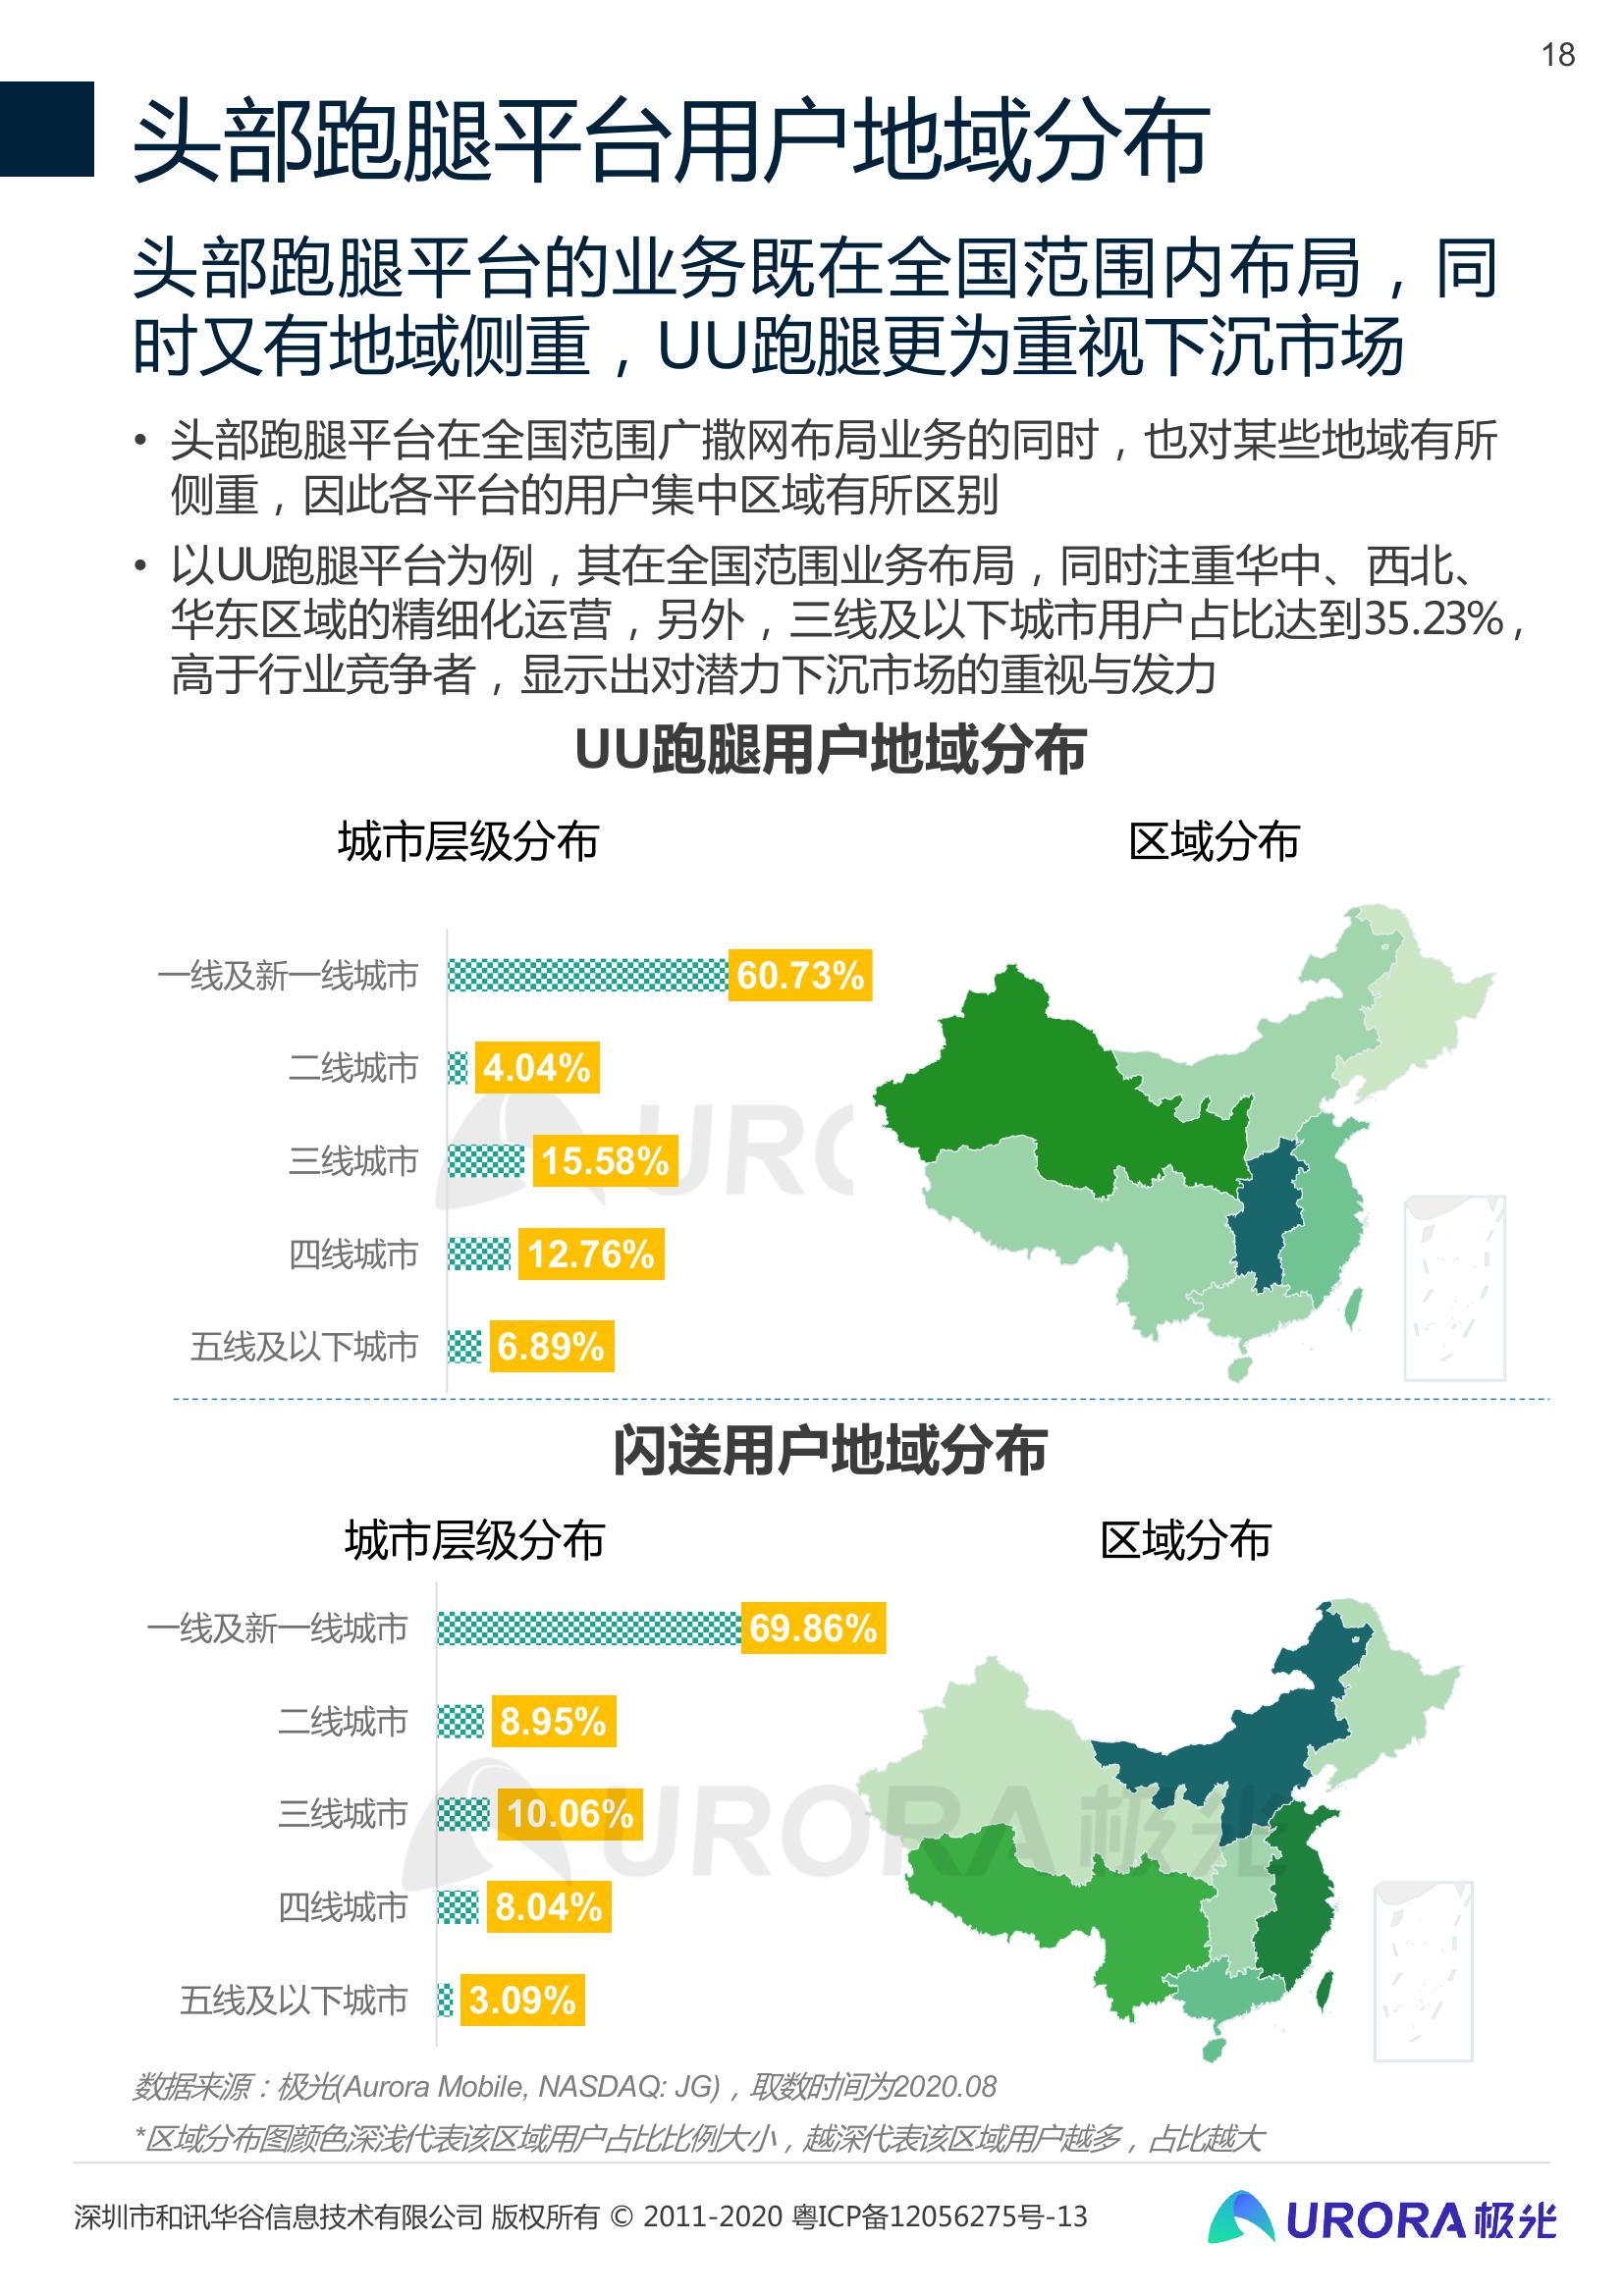 18
头部跑腿平台用户地域分布
头部跑腿平台的业务既在全国范围内布局，同
时又有地域侧重，UU跑腿更为重视下沉市场
• 头部跑腿平台在全国范围广撒网布局业务的同时，也对某些地域有所
侧重，因此各平台的用户集中区域有所区别
• 以UU跑腿平台为例，其在全国范围业务布局，同时注重华中、西北、
华东区域的精细化运营，另外，三线及以下城市用户占比达到35.23%，
高于行业竞争者，显示出对潜力下沉市场的重视与发力
UU跑腿用户地域分布
城市层级分布
区域分布
一线及新一线城市 60.73%
二线城市 4.04%
三线城市 15.58%
四线城市 12.76%
五线及以下城市 6.89%
URO
闪送用户地域分布
城市层级分布
区域分布
一线及新一线城市 69.86%
二线城市 8.95%
三线城市 10.06%
四线城市 8.04%
五线及以下城市 3.09%
URORA极光
数据来源：极光(Aurora Mobile, NASDAQ: JG)，取数时间为2020.08
*区域分布图颜色深浅代表该区域用户占比比例大小，越深代表该区域用户越多，占比越大
深圳市和讯华谷信息技术有限公司 版权所有 © 2011-2020 粤ICP备12056275号-13
URORA极光